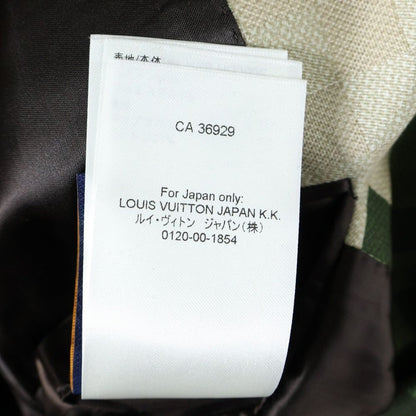 表地/本体
CA 36929
For Japan only:
LOUIS VUITTON JAPAN K.K.
ルイ・ヴィトン ジャパン(株)
0120-00-1854